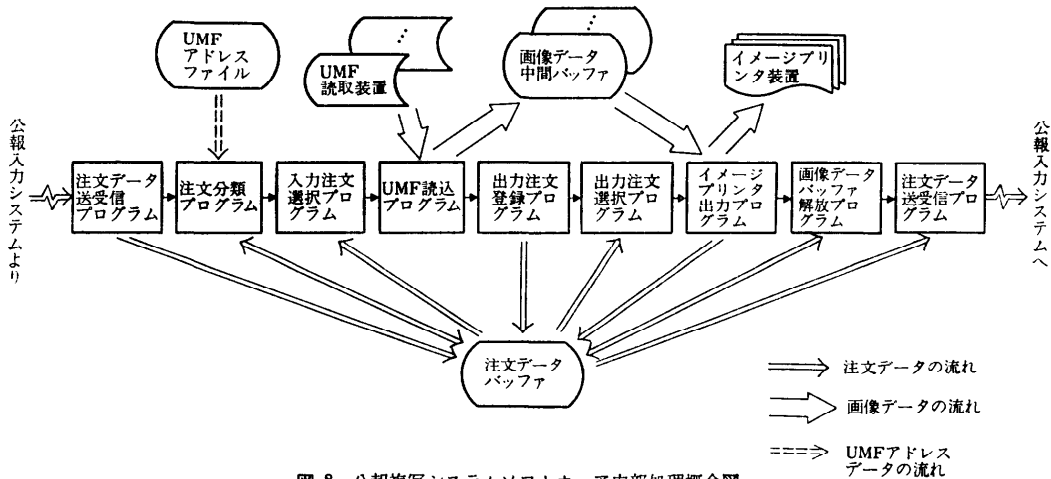 UMF
アドレス
ファイル
UMF
読取装置
画像データ
中間バッファ
イメージプリ
ンタ装置
公報入力システムより
注文データ
送受信
プログラム
注文分類
プログラム
入力注文
選択プロ
グラム
UMF読込
プログラム
出力注文
登録プロ
グラム
出力注文
選択プロ
グラム
イメージ
プリンタ
出力プロ
グラム
画像データ
バッファ
解放プロ
グラム
注文データ
送受信プロ
グラム
公報入力システムへ
注文データ
バッファ
注文データの流れ
画像データの流れ
UMFアドレス
データの流れ